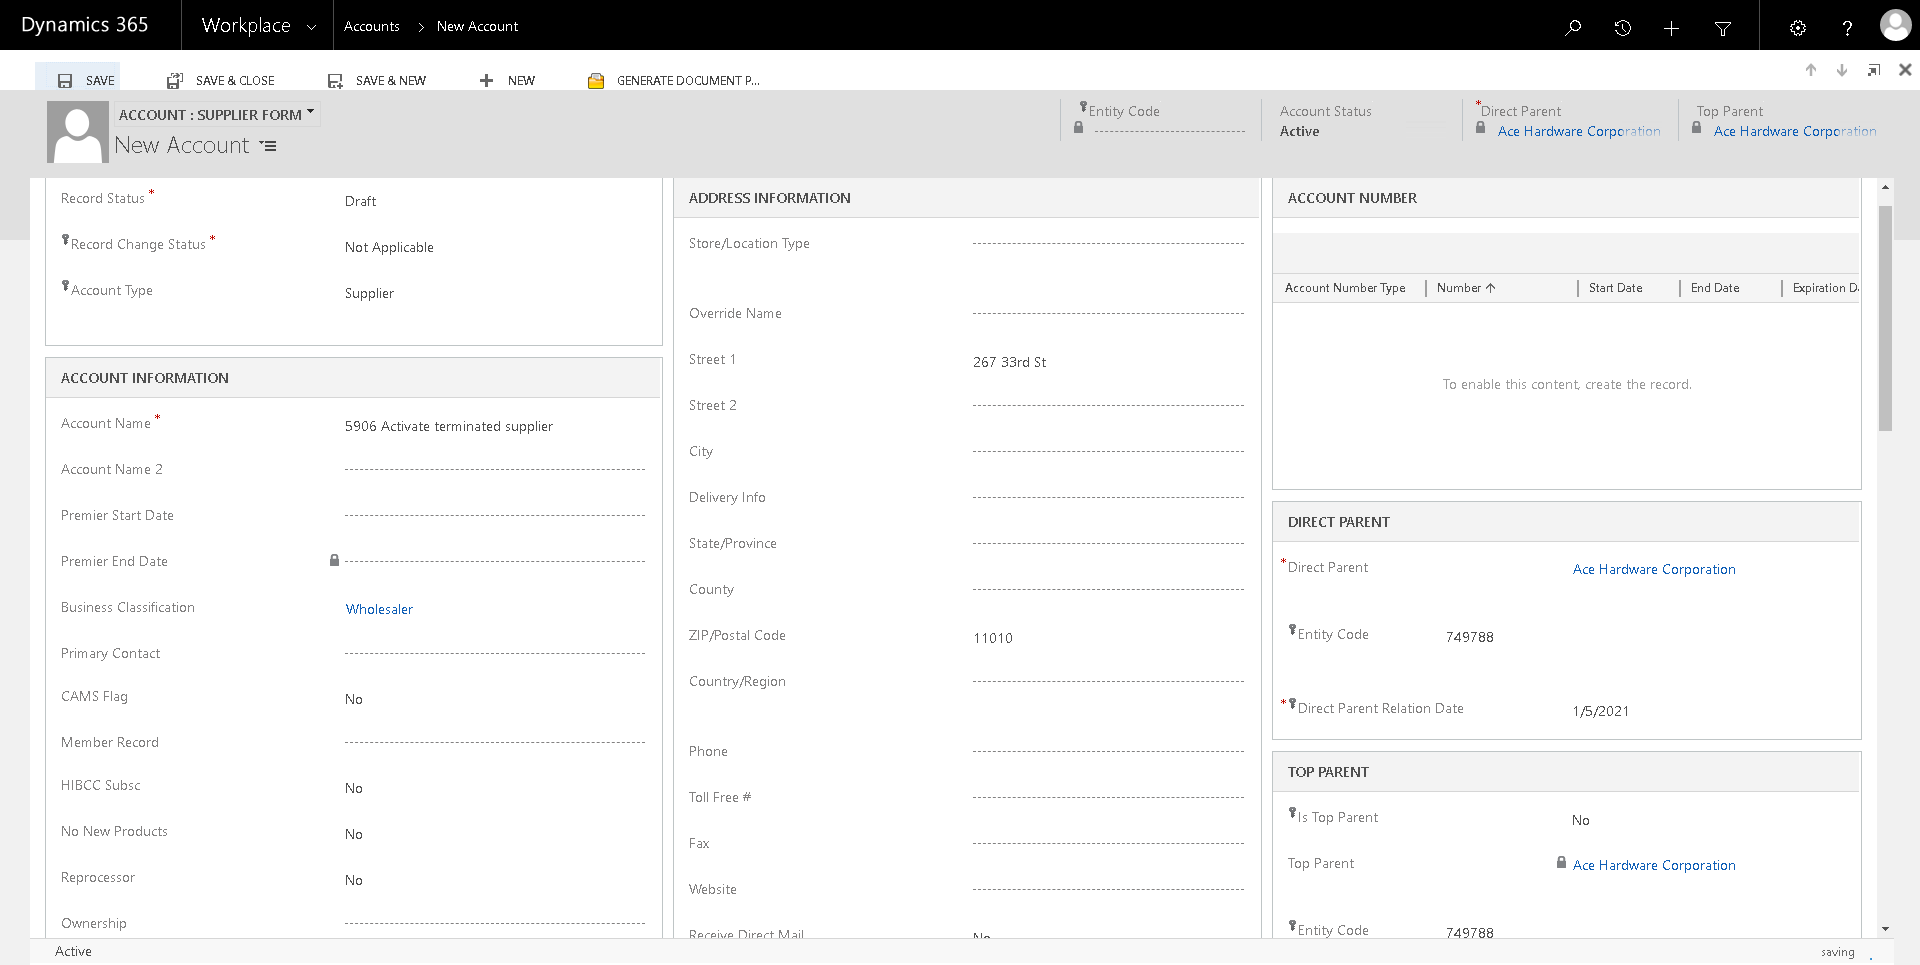 Dynamics 365
Workplace
Accounts > New Account
SAVE
SAVE & CLOSE
SAVE & NEW
NEW
GENERATE DOCUMENT P...
ACCOUNT : SUPPLIER FORM
New Account
Entity Code
Account Status
Active
*Direct Parent
Ace Hardware Corporation
Top Parent
Ace Hardware Corporation
Record Status* Draft
Record Change Status* Not Applicable
Account Type Supplier
ACCOUNT INFORMATION
Account Name* 5906 Activate terminated supplier
Account Name 2
Premier Start Date
Premier End Date
Business Classification Wholesaler
Primary Contact
CAMS Flag No
Member Record
HIBCC Subsc No
No New Products No
Reprocessor No
Ownership
ADDRESS INFORMATION
Store/Location Type
Override Name
Street 1 267 33rd St
Street 2
City
Delivery Info
State/Province
County
ZIP/Postal Code 11010
Country/Region
Phone
Toll Free #
Fax
Website
Receive Direct Mail No
ACCOUNT NUMBER
Account Number Type Number Start Date End Date Expiration D
To enable this content, create the record.
DIRECT PARENT
*Direct Parent Ace Hardware Corporation
Entity Code 749788
*Direct Parent Relation Date 1/5/2021
TOP PARENT
Is Top Parent No
Top Parent Ace Hardware Corporation
Entity Code 749788
Active
saving